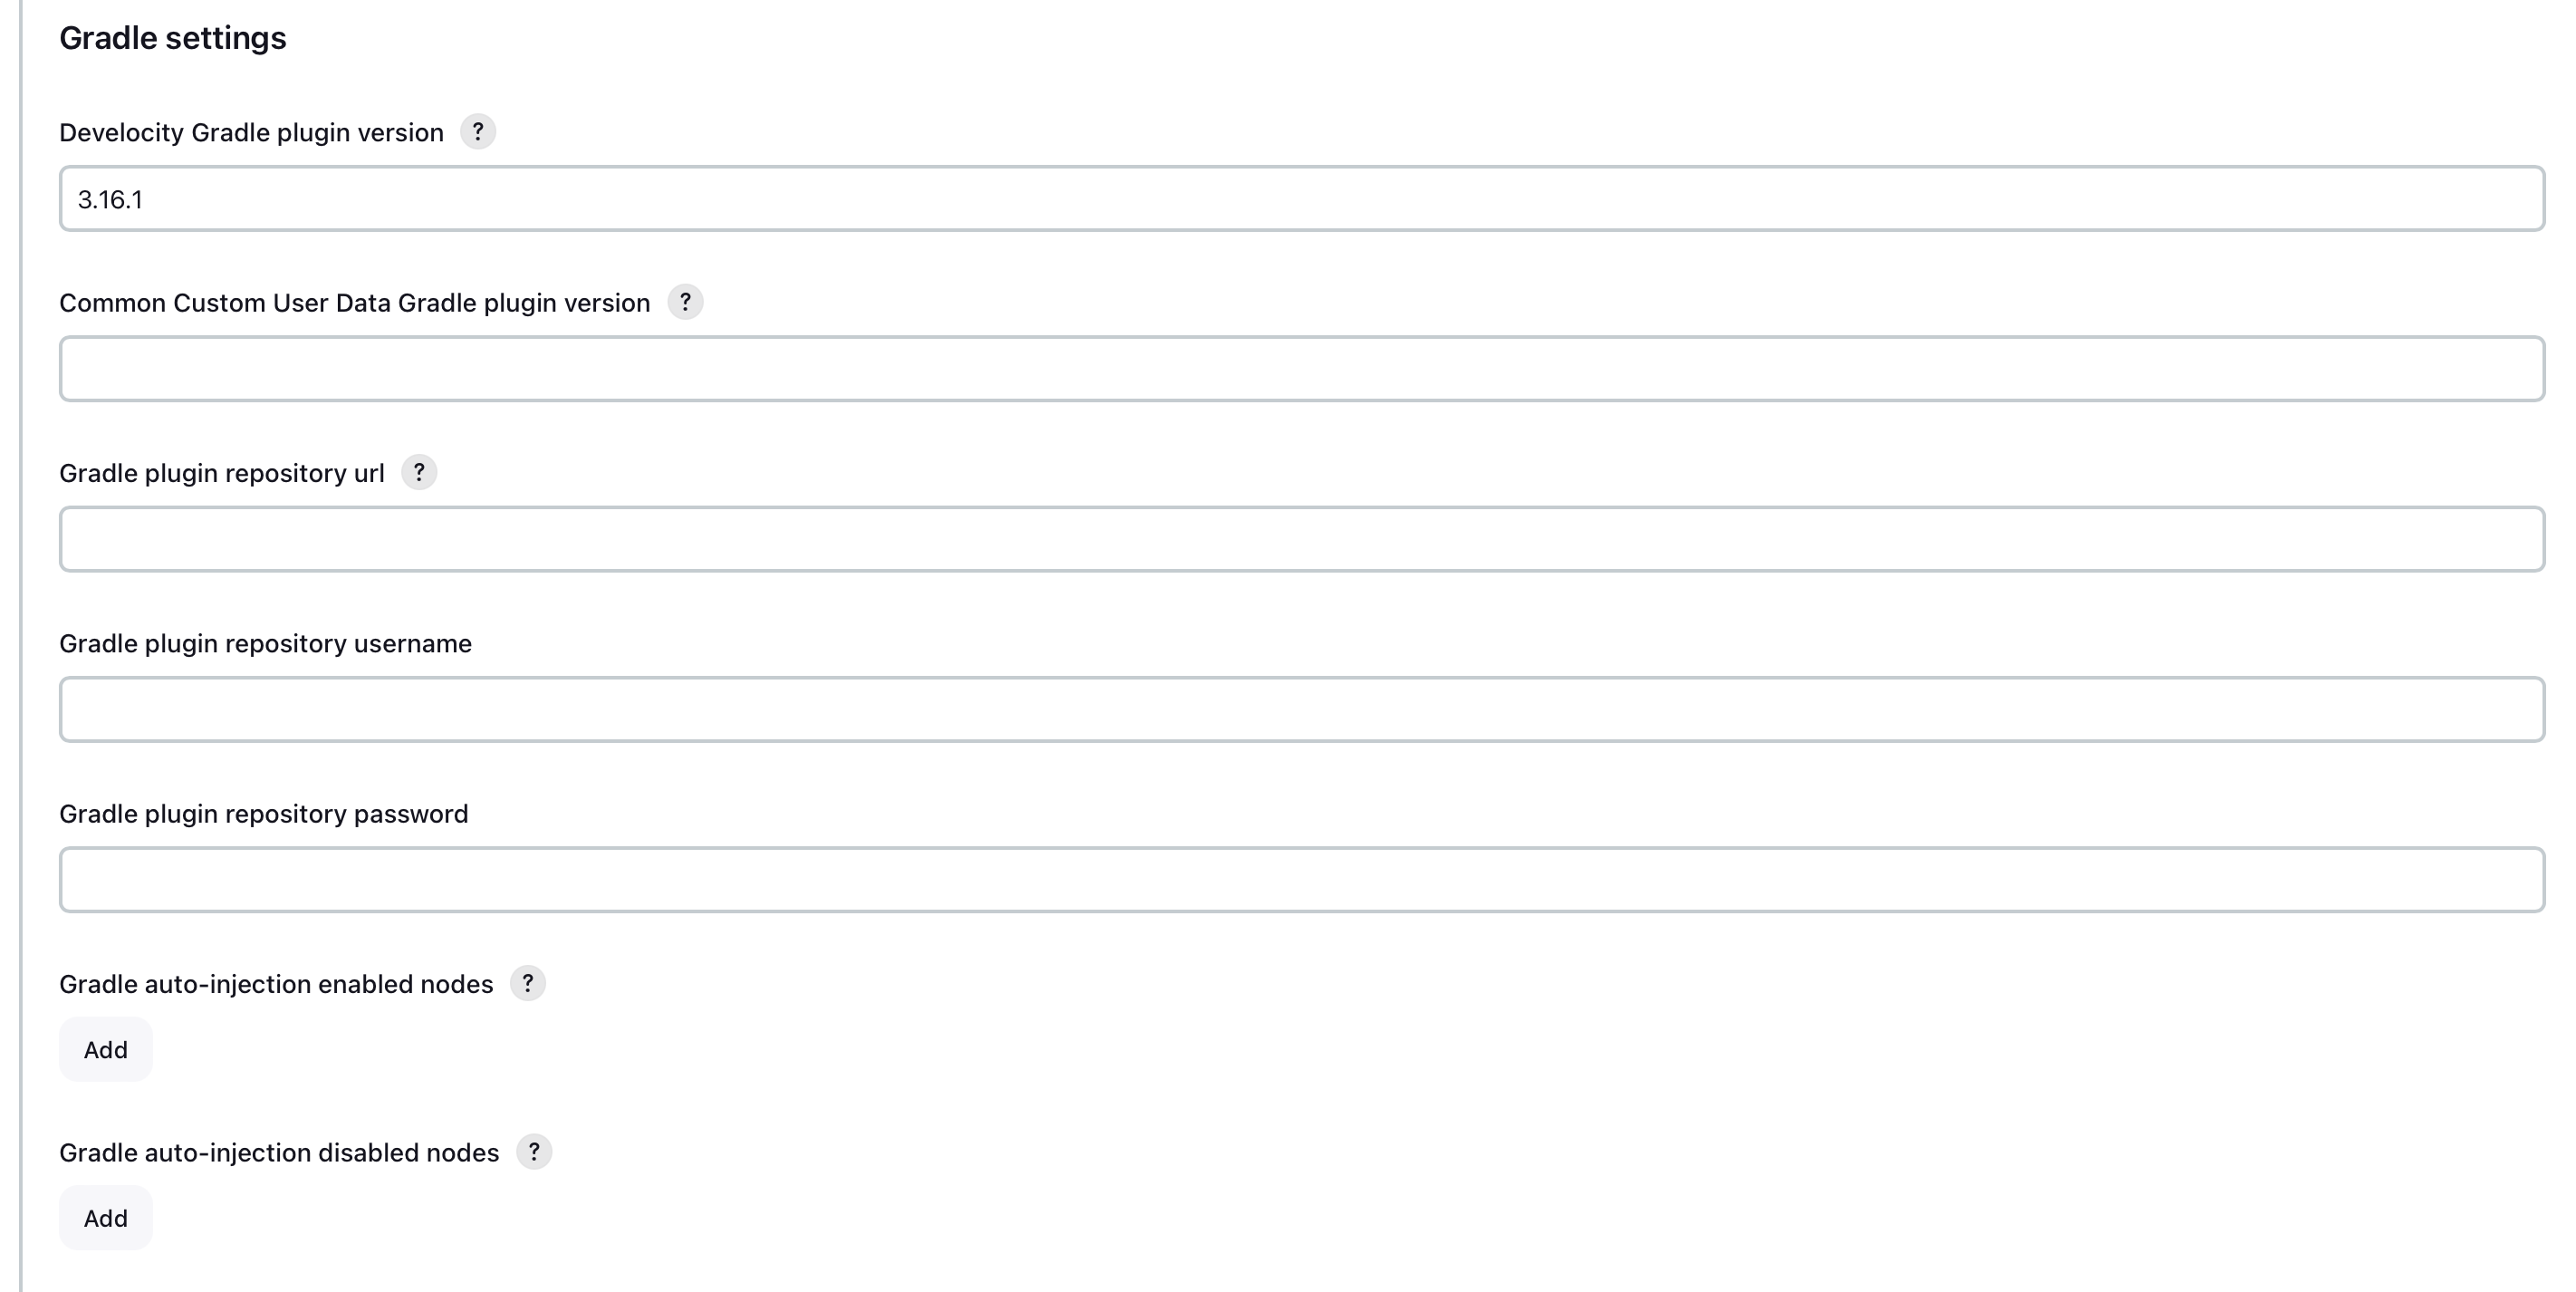 Gradle settings
Develocity Gradle plugin version ?
3.16.1
Common Custom User Data Gradle plugin version ?
Gradle plugin repository url ?
Gradle plugin repository username
Gradle plugin repository password
Gradle auto-injection enabled nodes ?
Add
Gradle auto-injection disabled nodes ?
Add